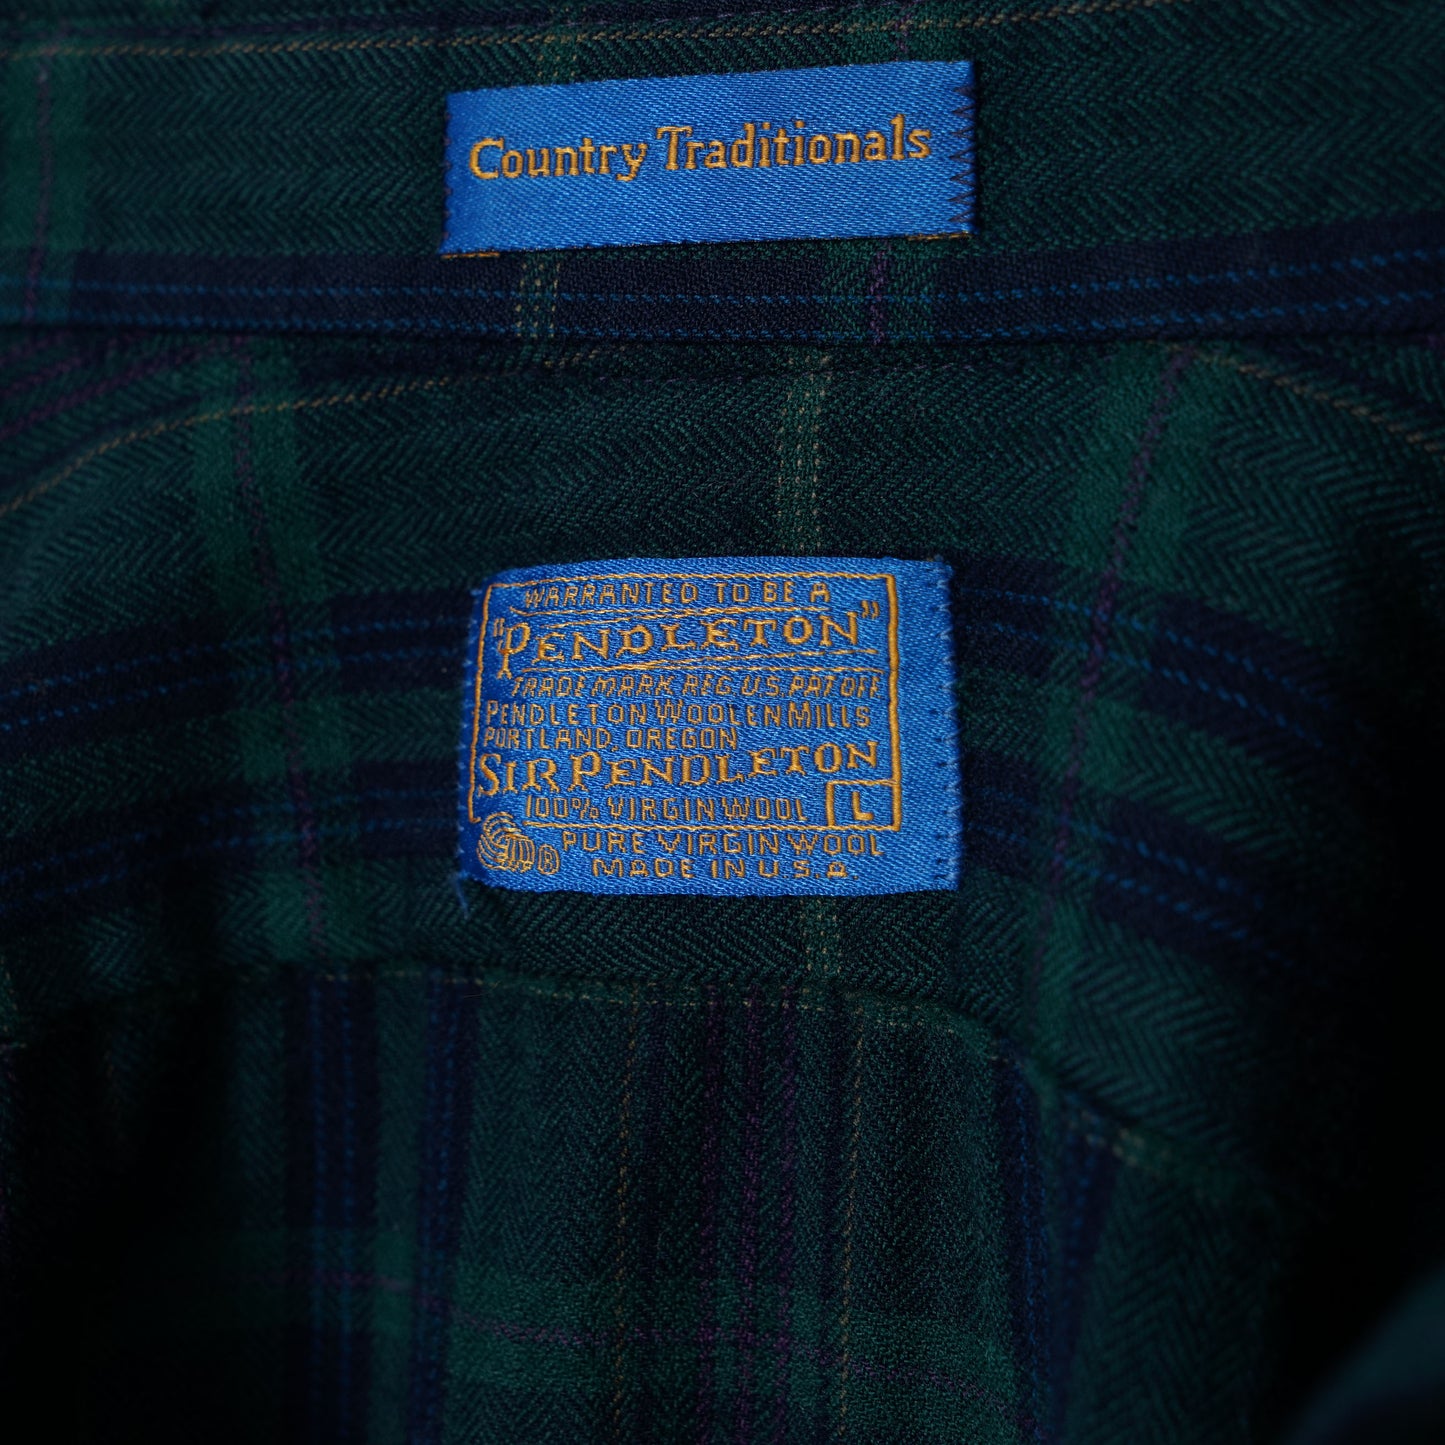 Country Traditionals
WARRANTED TO BE A
"PENDLETON"
TRADE MARK REG U.S. PAT OFF
PENDLETON WOOLEN MILLS
PORTLAND, OREGON
SIR PENDLETON
100% VIRGIN WOOL L
® PURE VIRGIN WOOL
MADE IN U.S.A.